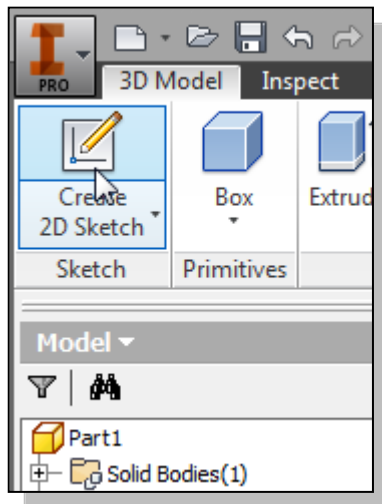 PRO
3D Model Inspect
Create Box Extrud
2D Sketch
Sketch Primitives
Model
Part1
Solid Bodies(1)